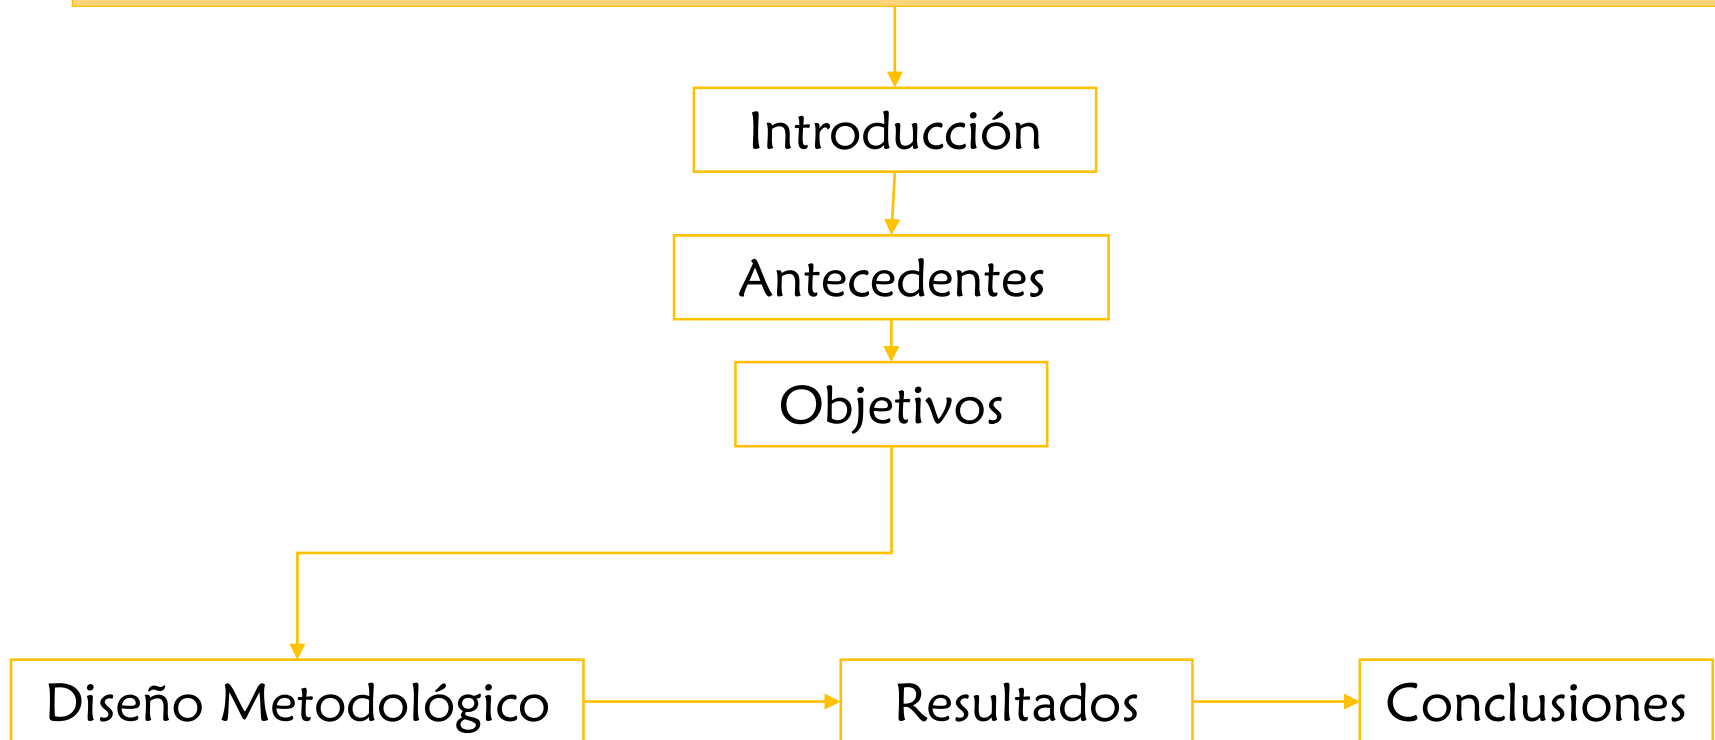 Introducción
Antecedentes
Objetivos
Diseño Metodológico
Resultados
Conclusiones